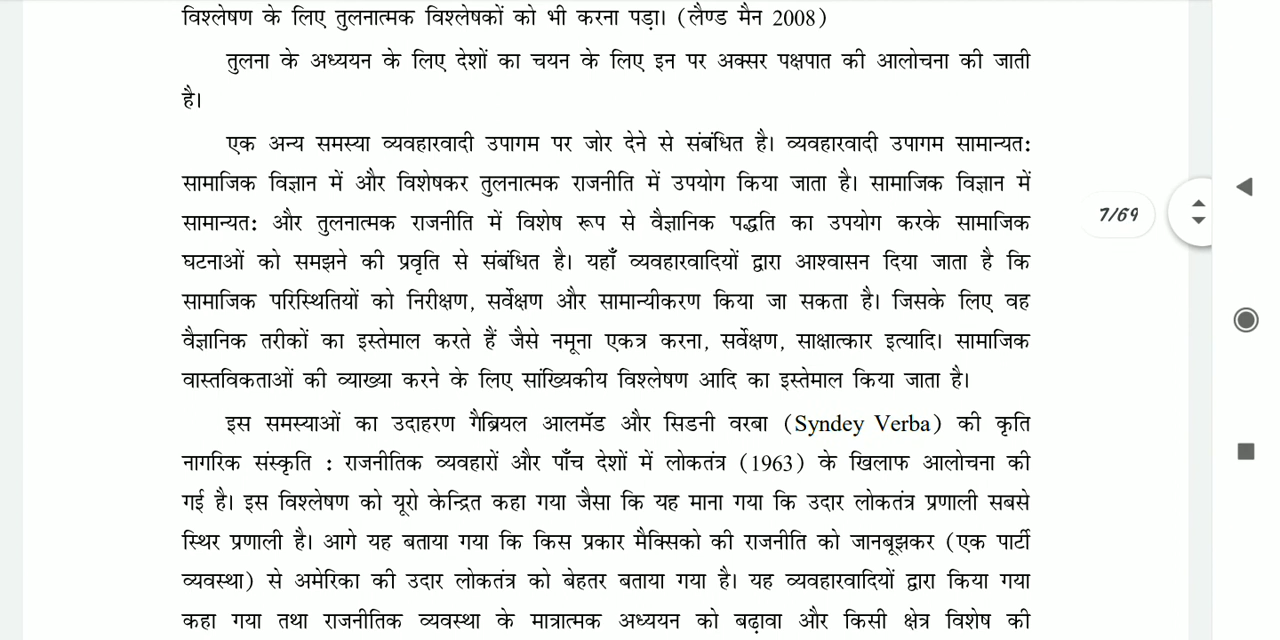 विश्लेषण के लिए तुलनात्मक विश्लेषकों को भी करना पड़ा। (लैण्ड मैन 2008)
तुलना के अध्ययन के लिए देशों का चयन के लिए इन पर अक्सर पक्षपात की आलोचना की जाती
है।
एक अन्य समस्या व्यवहारवादी उपागम पर जोर देने से संबंधित है। व्यवहारवादी उपागम सामान्यत:
सामाजिक विज्ञान में और विशेषकर तुलनात्मक राजनीति में उपयोग किया जाता है। सामाजिक विज्ञान में
सामान्यत: और तुलनात्मक राजनीति में विशेष रूप से वैज्ञानिक पद्धति का उपयोग करके सामाजिक
घटनाओं को समझने की प्रवृति से संबंधित है। यहाँ व्यवहारवादियों द्वारा आश्वासन दिया जाता है कि
सामाजिक परिस्थितियों को निरीक्षण, सर्वेक्षण और सामान्यीकरण किया जा सकता है। जिसके लिए वह
वैज्ञानिक तरीकों का इस्तेमाल करते हैं जैसे नमूना एकत्र करना, सर्वेक्षण, साक्षात्कार इत्यादि। सामाजिक
वास्तविकताओं की व्याख्या करने के लिए सांख्यिकीय विश्लेषण आदि का इस्तेमाल किया जाता है।
इस समस्याओं का उदाहरण गैब्रियल आलमॅड और सिडनी वरबा (Syndey Verba) की कृति
नागरिक संस्कृति : राजनीतिक व्यवहारों और पाँच देशों में लोकतंत्र (1963) के खिलाफ आलोचना की
गई है। इस विश्लेषण को यूरो केन्द्रित कहा गया जैसा कि यह माना गया कि उदार लोकतंत्र प्रणाली सबसे
स्थिर प्रणाली है। आगे यह बताया गया कि किस प्रकार मैक्सिको की राजनीति को जानबूझकर (एक पार्टी
व्यवस्था) से अमेरिका की उदार लोकतंत्र को बेहतर बताया गया है। यह व्यवहारवादियों द्वारा किया गया
कहा गया तथा राजनीतिक व्यवस्था के मात्रात्मक अध्ययन को बढ़ावा और किसी क्षेत्र विशेष की
7/69